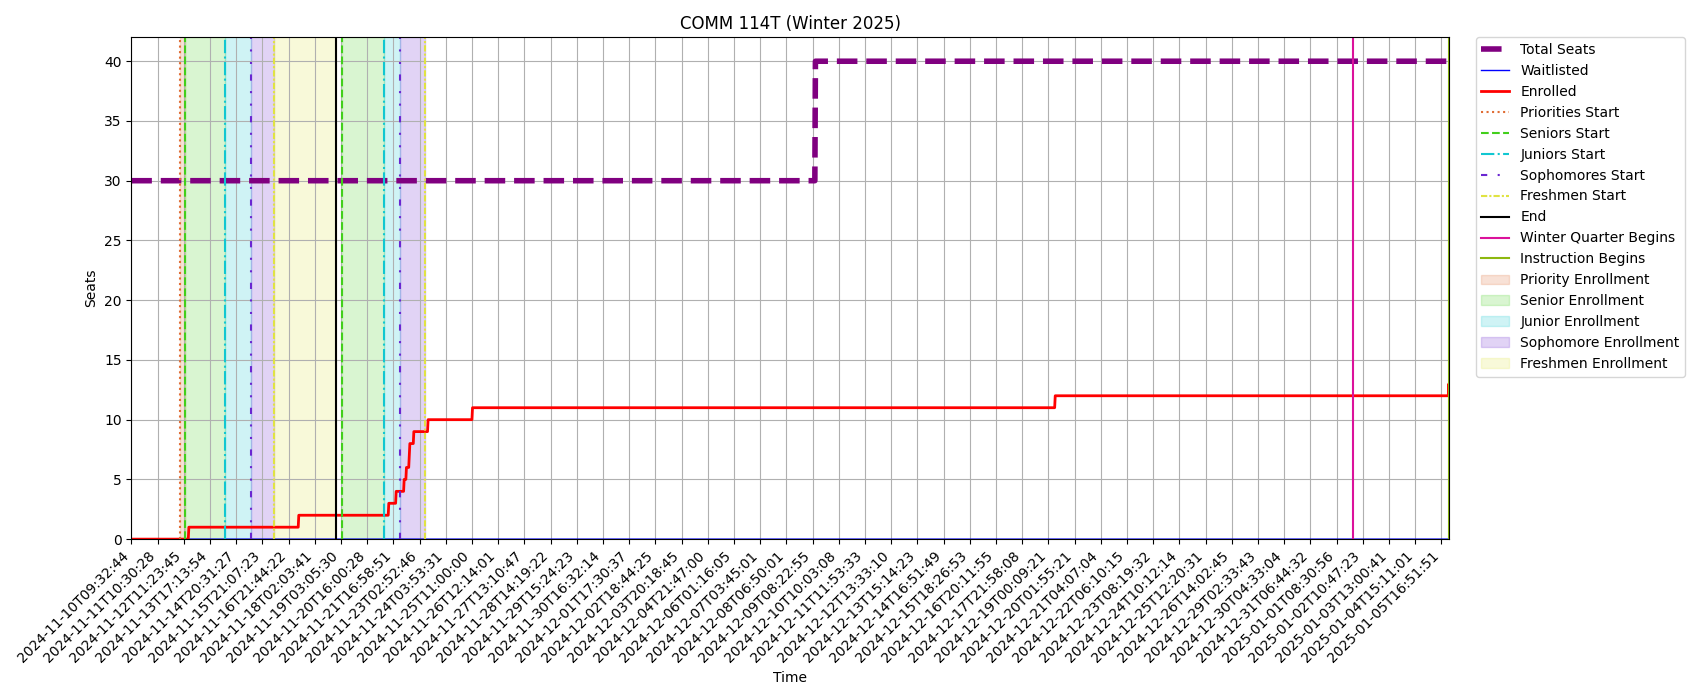 COMM 114T (Winter 2025)
Seats
40
35
30
25
20
15
10
5
0
2024-11-10T09:32:44
2024-11-11T10:30:28
2024-11-12T11:23:45
2024-11-13T17:13:54
2024-11-14T20:31:27
2024-11-15T21:07:23
2024-11-16T21:44:22
2024-11-18T02:03:41
2024-11-19T03:05:30
2024-11-20T16:00:28
2024-11-21T16:58:51
2024-11-23T02:52:46
2024-11-24T03:53:31
2024-11-25T11:00:00
2024-11-26T12:14:01
2024-11-27T13:10:47
2024-11-28T14:19:22
2024-11-29T15:24:23
2024-11-30T16:32:14
2024-12-01T17:30:37
2024-12-02T18:44:25
2024-12-03T20:18:45
2024-12-04T21:47:00
2024-12-06T01:16:05
2024-12-07T03:45:01
2024-12-08T06:50:01
2024-12-09T08:22:55
2024-12-10T10:03:08
2024-12-11T11:53:33
2024-12-12T13:33:10
2024-12-13T15:14:23
2024-12-14T16:51:49
2024-12-15T18:26:53
2024-12-16T20:11:55
2024-12-17T21:58:08
2024-12-19T00:09:21
2024-12-20T01:55:21
2024-12-21T04:07:04
2024-12-22T06:10:15
2024-12-23T08:19:32
2024-12-24T10:12:14
2024-12-25T12:20:31
2024-12-26T14:02:45
2024-12-29T02:33:43
2024-12-30T04:33:04
2024-12-31T06:44:32
2025-01-01T08:30:56
2025-01-02T10:47:23
2025-01-03T13:00:41
2025-01-04T15:11:01
2025-01-05T16:51:51
Time
Total Seats
Waitlisted
Enrolled
Priorities Start
Seniors Start
Juniors Start
Sophomores Start
Freshmen Start
End
Winter Quarter Begins
Instruction Begins
Priority Enrollment
Senior Enrollment
Junior Enrollment
Sophomore Enrollment
Freshmen Enrollment